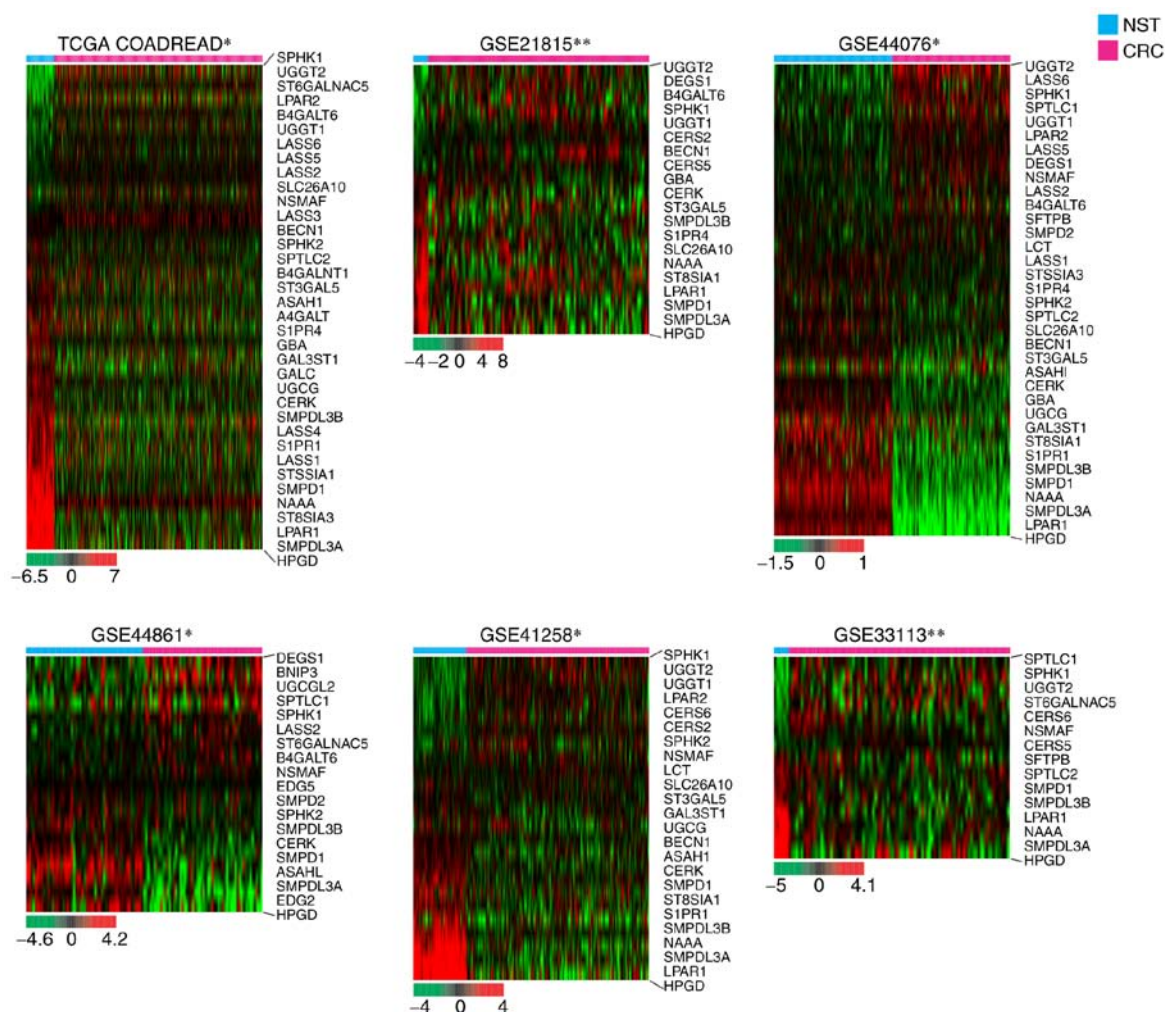 NST
CRC
TCGA COADREAD*
SPHK1
UGGT2
ST6GALNAC5
LPAR2
B4GALT6
UGGT1
LASS6
LASS5
LASS2
SLC26A10
NSMAF
LASS3
BECN1
SPHK2
SPTLC2
B4GALNT1
ST3GAL5
ASAH1
A4GALT
S1PR4
GBA
GAL3ST1
GALC
UGCG
CERK
SMPDL3B
LASS4
S1PR1
LASS1
STSSIA1
SMPD1
NAAA
ST8SIA3
LPAR1
SMPDL3A
HPGD
−6.5 0 7
GSE21815**
UGGT2
DEGS1
B4GALT6
SPHK1
UGGT1
CERS2
BECN1
CERS5
GBA
CERK
ST3GAL5
SMPDL3B
S1PR4
SLC26A10
NAAA
ST8SIA1
LPAR1
SMPD1
SMPDL3A
HPGD
−4 −2 0 4 8
GSE44076*
UGGT2
LASS6
SPHK1
SPTLC1
UGGT1
LPAR2
LASS5
DEGS1
NSMAF
LASS2
B4GALT6
SFTPB
SMPD2
LCT
LASS1
STSSIA3
S1PR4
SPHK2
SPTLC2
SLC26A10
BECN1
ST3GAL5
ASAHI
CERK
GBA
UGCG
GAL3ST1
ST8SIA1
S1PR1
SMPDL3B
SMPD1
NAAA
SMPDL3A
LPAR1
HPGD
−1.5 0 1
GSE44861*
DEGS1
BNIP3
UGCGL2
SPTLC1
SPHK1
LASS2
ST6GALNAC5
B4GALT6
NSMAF
EDG5
SMPD2
SPHK2
SMPDL3B
CERK
SMPD1
ASAHL
SMPDL3A
EDG2
HPGD
−4.6 0 4.2
GSE41258*
SPHK1
UGGT2
UGGT1
LPAR2
CERS6
CERS2
SPHK2
NSMAF
LCT
SLC26A10
ST3GAL5
GAL3ST1
UGCG
BECN1
ASAH1
CERK
SMPD1
ST8SIA1
S1PR1
SMPDL3B
NAAA
SMPDL3A
LPAR1
HPGD
−4 0 4
GSE33113**
SPTLC1
SPHK1
UGGT2
ST6GALNAC5
CERS6
NSMAF
CERS5
SFTPB
SPTLC2
SMPD1
SMPDL3B
LPAR1
NAAA
SMPDL3A
HPGD
−5 0 4.1